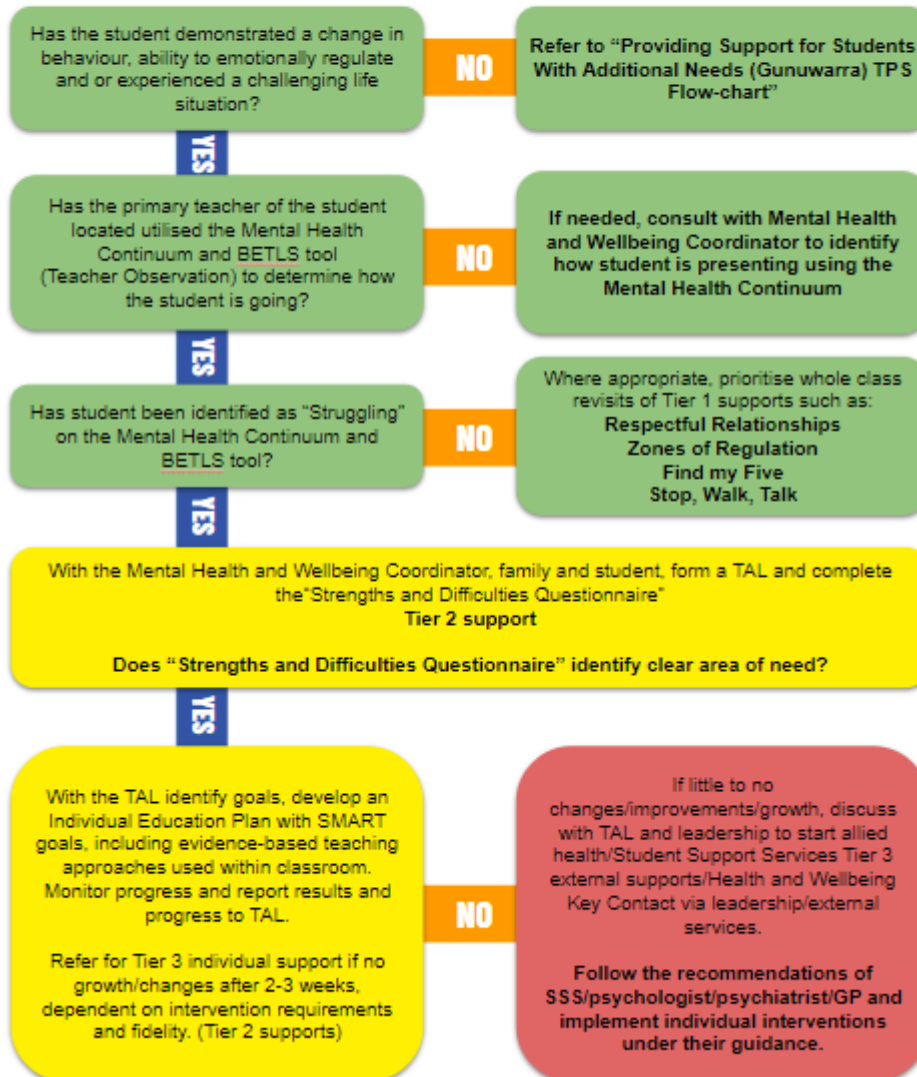 Has the student demonstrated a change in
behaviour, ability to emotionally regulate
and or experienced a challenging life
situation?
NO
Refer to “Providing Support for Students
With Additional Needs (Gunuwarra) TPS
Flow-chart”
YES
Has the primary teacher of the student
located utilised the Mental Health
Continuum and BETLS tool
(Teacher Observation) to determine how
the student is going?
NO
If needed, consult with Mental Health
and Wellbeing Coordinator to identify
how student is presenting using the
Mental Health Continuum
YES
Has student been identified as “Struggling”
on the Mental Health Continuum and
BETLS tool?
NO
Where appropriate, prioritise whole class
revisits of Tier 1 supports such as:
Respectful Relationships
Zones of Regulation
Find my Five
Stop, Walk, Talk
YES
With the Mental Health and Wellbeing Coordinator, family and student, form a TAL and complete
the“Strengths and Difficulties Questionnaire”
Tier 2 support
Does “Strengths and Difficulties Questionnaire” identify clear area of need?
YES
With the TAL identify goals, develop an
Individual Education Plan with SMART
goals, including evidence-based teaching
approaches used within classroom.
Monitor progress and report results and
progress to TAL.
Refer for Tier 3 individual support if no
growth/changes after 2-3 weeks,
dependent on intervention requirements
and fidelity. (Tier 2 supports)
NO
If little to no
changes/improvements/growth, discuss
with TAL and leadership to start allied
health/Student Support Services Tier 3
external supports/Health and Wellbeing
Key Contact via leadership/external
services.
Follow the recommendations of
SSS/psychologist/psychiatrist/GP and
implement individual interventions
under their guidance.